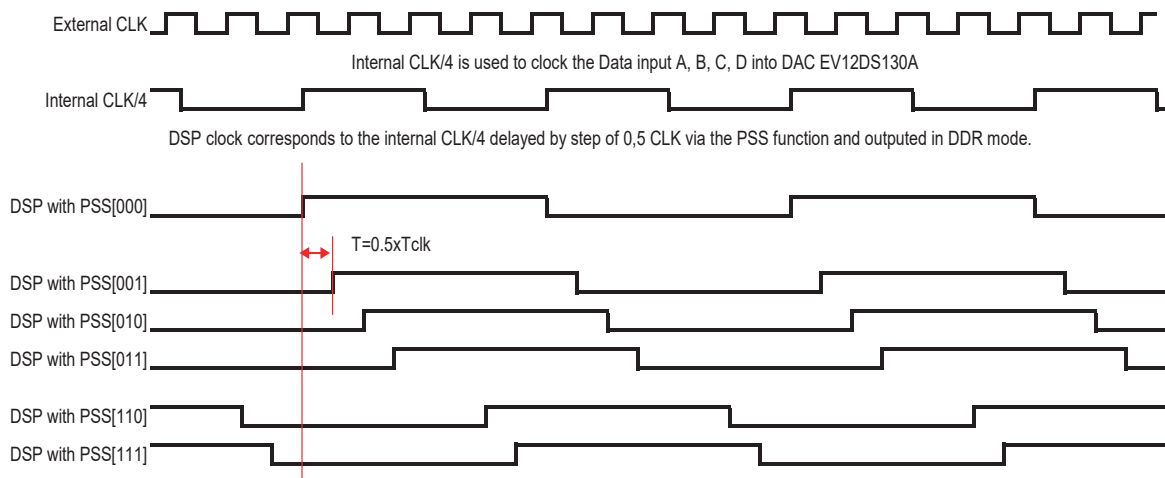 External CLK
Internal CLK/4 is used to clock the Data input A, B, C, D into DAC EV12DS130A
Internal CLK/4
DSP clock corresponds to the internal CLK/4 delayed by step of 0,5 CLK via the PSS function and outputed in DDR mode.
DSP with PSS[000]
T=0.5xTclk
DSP with PSS[001]
DSP with PSS[010]
DSP with PSS[011]
DSP with PSS[110]
DSP with PSS[111]